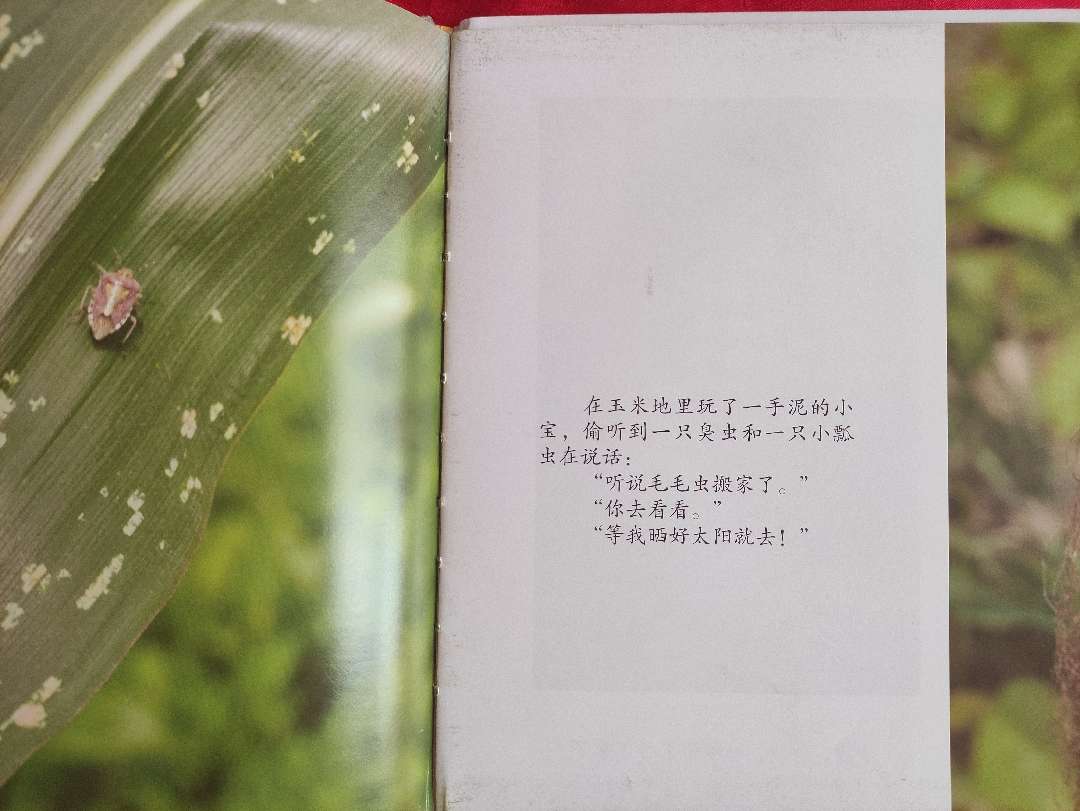 在玉米地里玩了一手泥的小
宝，偷听到一只臭虫和一只小瓢
虫在说话：
“听说毛毛虫搬家了。”
“你去看看。”
“等我晒好太阳就去！”